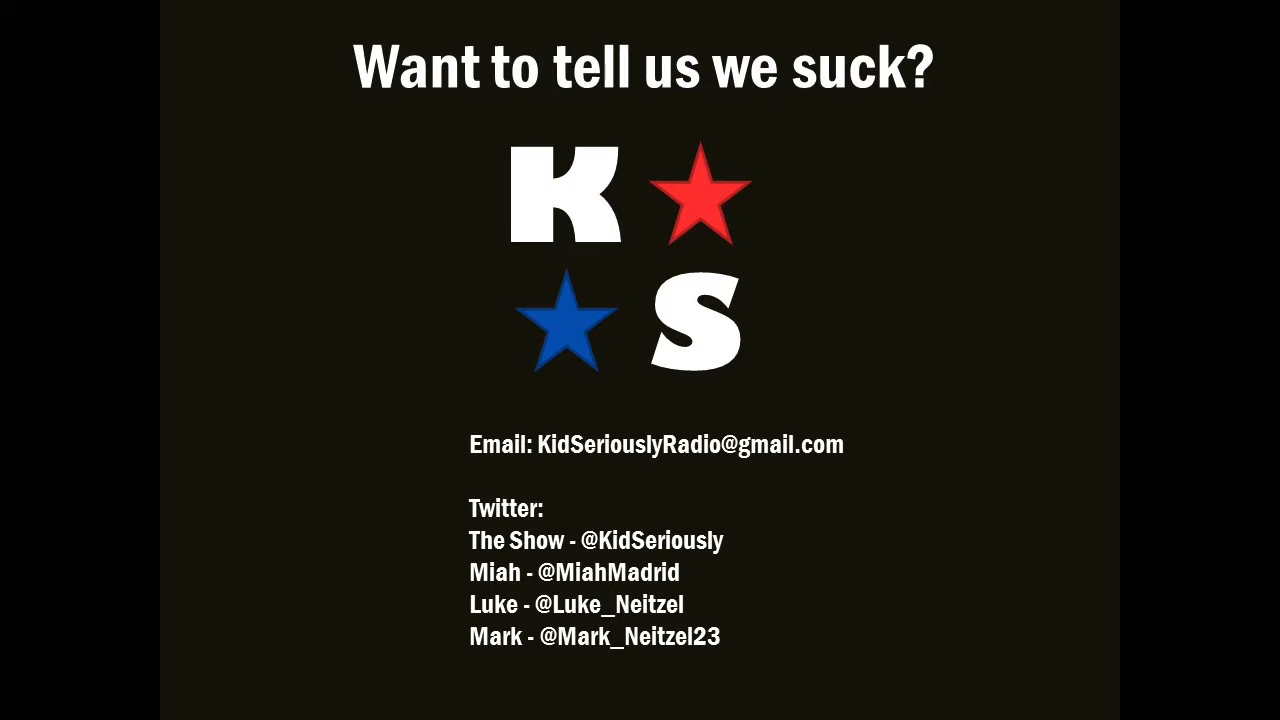 Want to tell us we suck?
K
S
Email: KidSeriouslyRadio@gmail.com
Twitter:
The Show - @KidSeriously
Miah - @MiahMadrid
Luke - @Luke_Neitzel
Mark - @Mark_Neitzel23